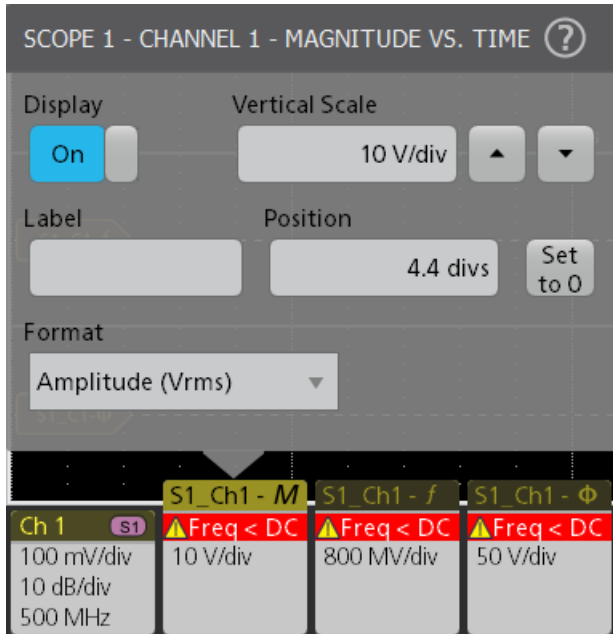 SCOPE 1 - CHANNEL 1 - MAGNITUDE VS. TIME ?
Display
Vertical Scale
On
10 V/div
Label
Position
4.4 divs
Set
to 0
Format
Amplitude (Vrms)
S1_C1-Φ
S1_Ch1 - M
S1_Ch1 - f
S1_Ch1 - Φ
Ch 1
S1
Freq < DC
Freq < DC
Freq < DC
100 mV/div
10 V/div
800 MV/div
50 V/div
10 dB/div
500 MHz